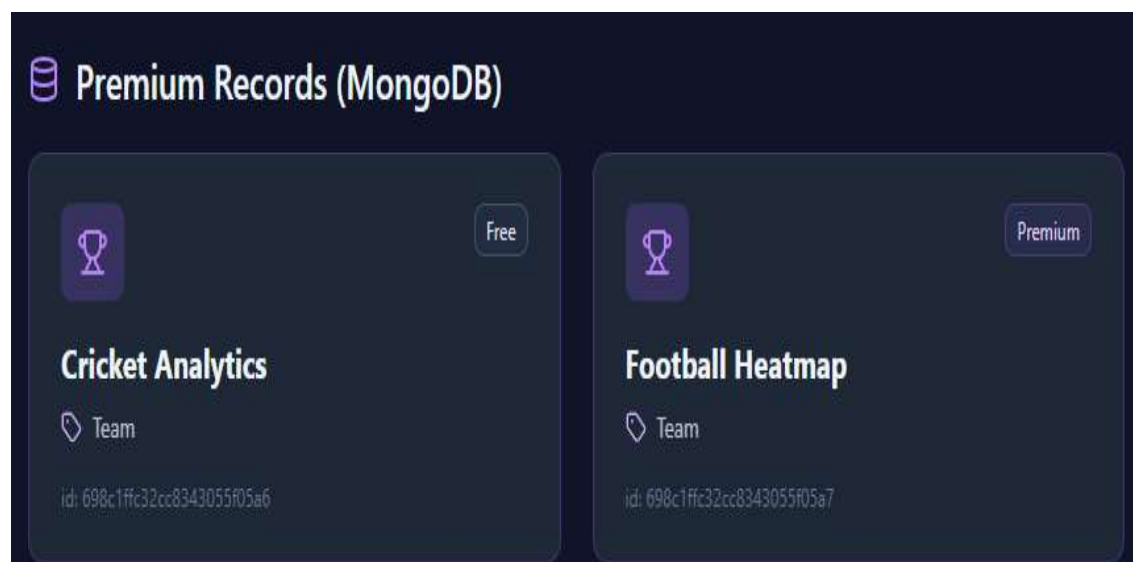 Premium Records (MongoDB)
Free
Cricket Analytics
Team
id: 698c1ffc32cc8343055f05a6
Premium
Football Heatmap
Team
id: 698c1ffc32cc8343055f05a7